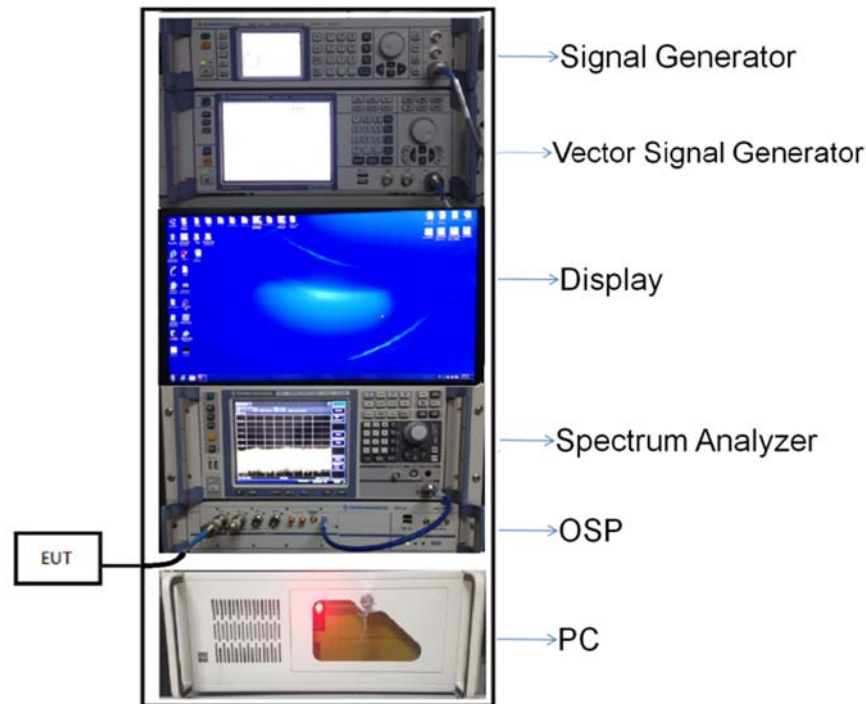 Signal Generator
Vector Signal Generator
Display
Spectrum Analyzer
OSP
EUT
PC